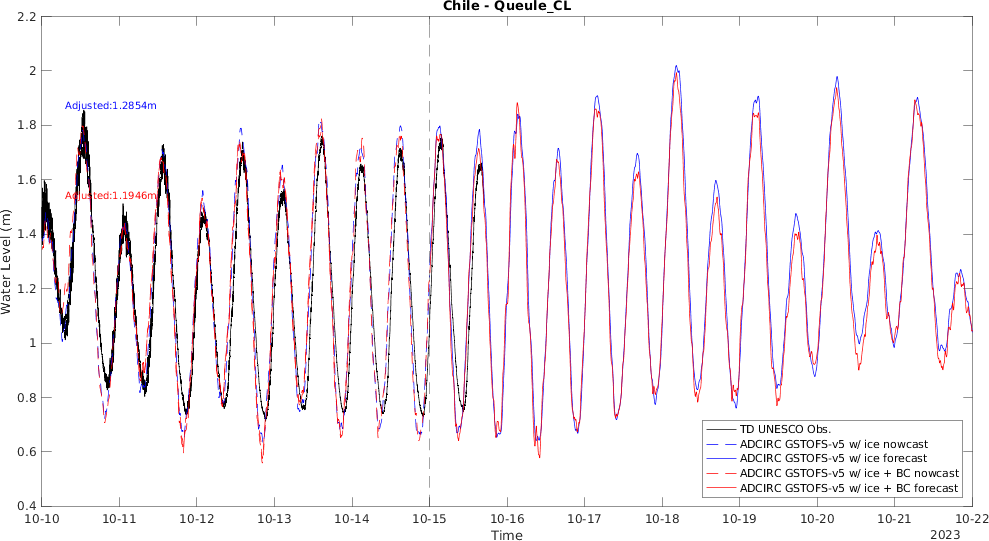 Chile - Queule_CL
2.2
2
1.8
1.6
1.4
1.2
1
0.8
0.6
0.4
Water Level (m)
Adjusted:1.2854m
Adjusted:1.1946m
TD UNESCO Obs.
ADCIRC GSTOFS-v5 w/ ice nowcast
ADCIRC GSTOFS-v5 w/ ice forecast
ADCIRC GSTOFS-v5 w/ ice + BC nowcast
ADCIRC GSTOFS-v5 w/ ice + BC forecast
10-10 10-11 10-12 10-13 10-14 10-15 10-16 10-17 10-18 10-19 10-20 10-21 10-22
Time
2023